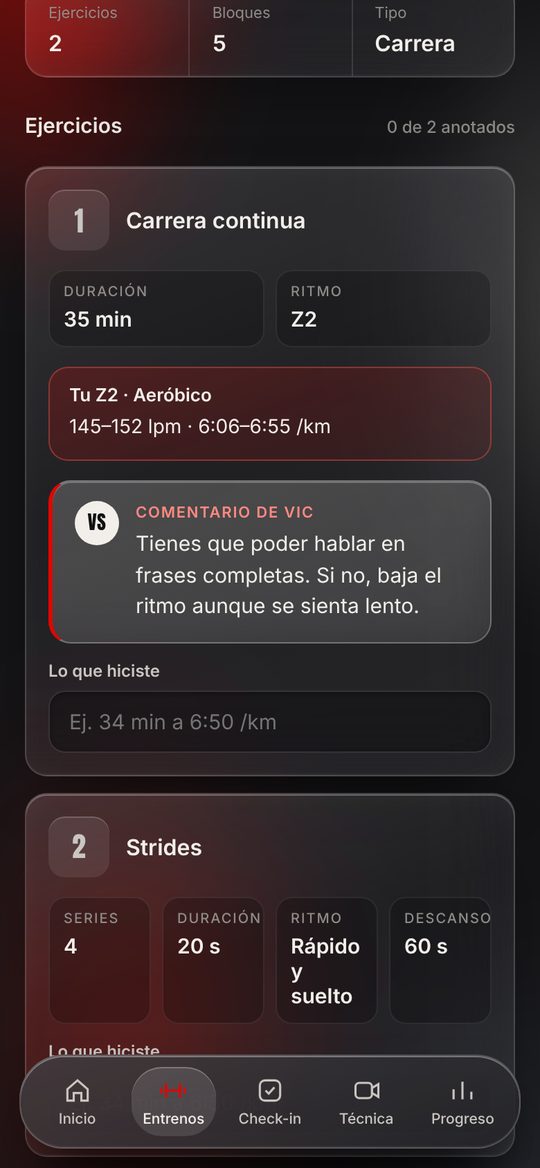 Ejercicios
Bloques
Tipo
2
5
Carrera
Ejercicios
0 de 2 anotados
1
Carrera continua
DURACIÓN
RITMO
35 min
Z2
Tu Z2 · Aeróbico
145–152 lpm · 6:06–6:55 /km
VS
COMENTARIO DE VIC
Tienes que poder hablar en
frases completas. Si no, baja el
ritmo aunque se sienta lento.
Lo que hiciste
Ej. 34 min a 6:50 /km
2
Strides
SERIES
DURACIÓN
RITMO
DESCANSO
4
20 s
Rápido
y
suelto
60 s
Lo que hiciste
Inicio
Entrenos
Check-in
Técnica
Progreso